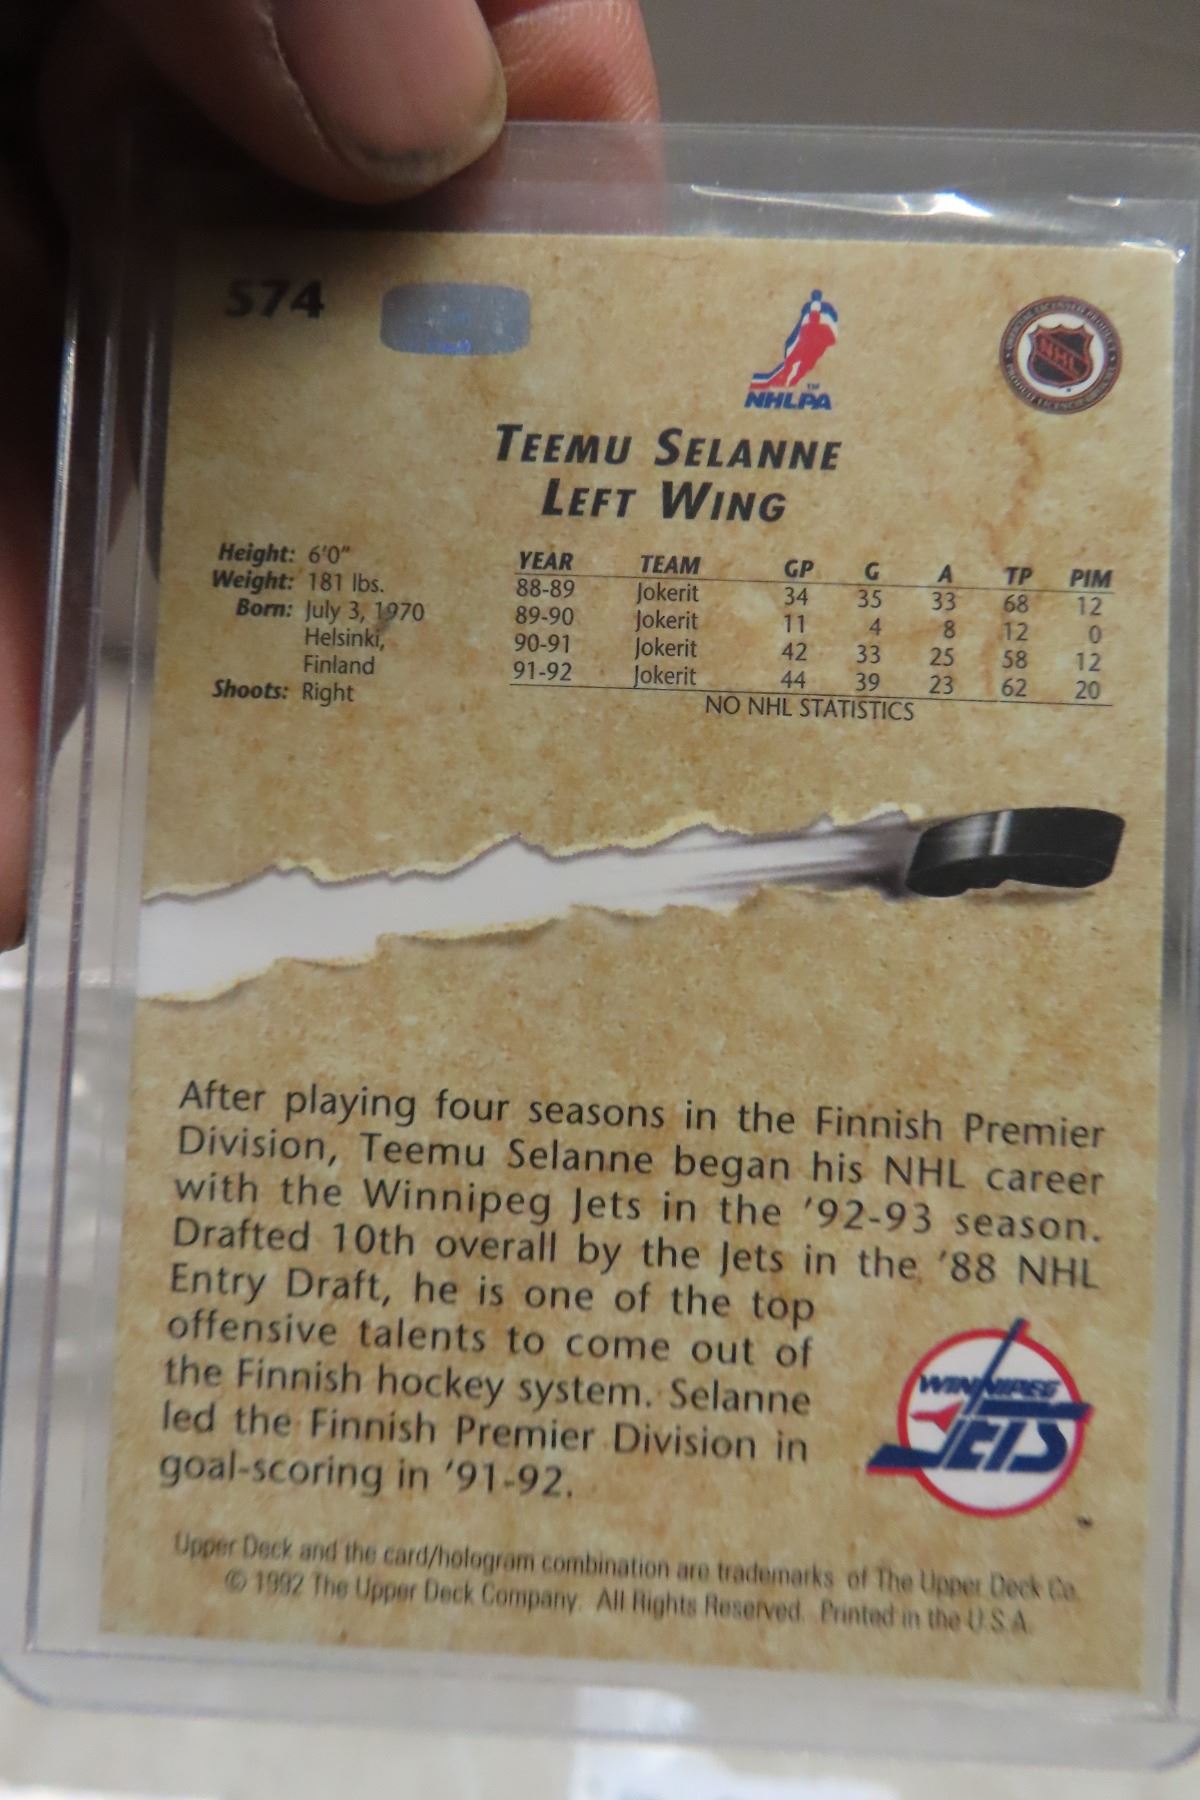 574
NHLPA
TM
NHL
TEEMU SELANNE
LEFT WING
Height: 6'0"
Weight: 181 lbs.
Born: July 3, 1970
Helsinki,
Finland
Shoots: Right
YEAR TEAM GP G A TP PIM
88-89 Jokerit 34 35 33 68 12
89-90 Jokerit 11 4 8 12 0
90-91 Jokerit 42 33 25 58 12
91-92 Jokerit 44 39 23 62 20
NO NHL STATISTICS
After playing four seasons in the Finnish Premier
Division, Teemu Selanne began his NHL career
with the Winnipeg Jets in the '92-93 season.
Drafted 10th overall by the Jets in the '88 NHL
Entry Draft, he is one of the top
offensive talents to come out of
the Finnish hockey system. Selanne
led the Finnish Premier Division in
goal-scoring in '91-92.
WINNIPEG
JETS
TM
Upper Deck and the card/hologram combination are trademarks of The Upper Deck Co.
© 1992 The Upper Deck Company. All Rights Reserved. Printed in the U.S.A.